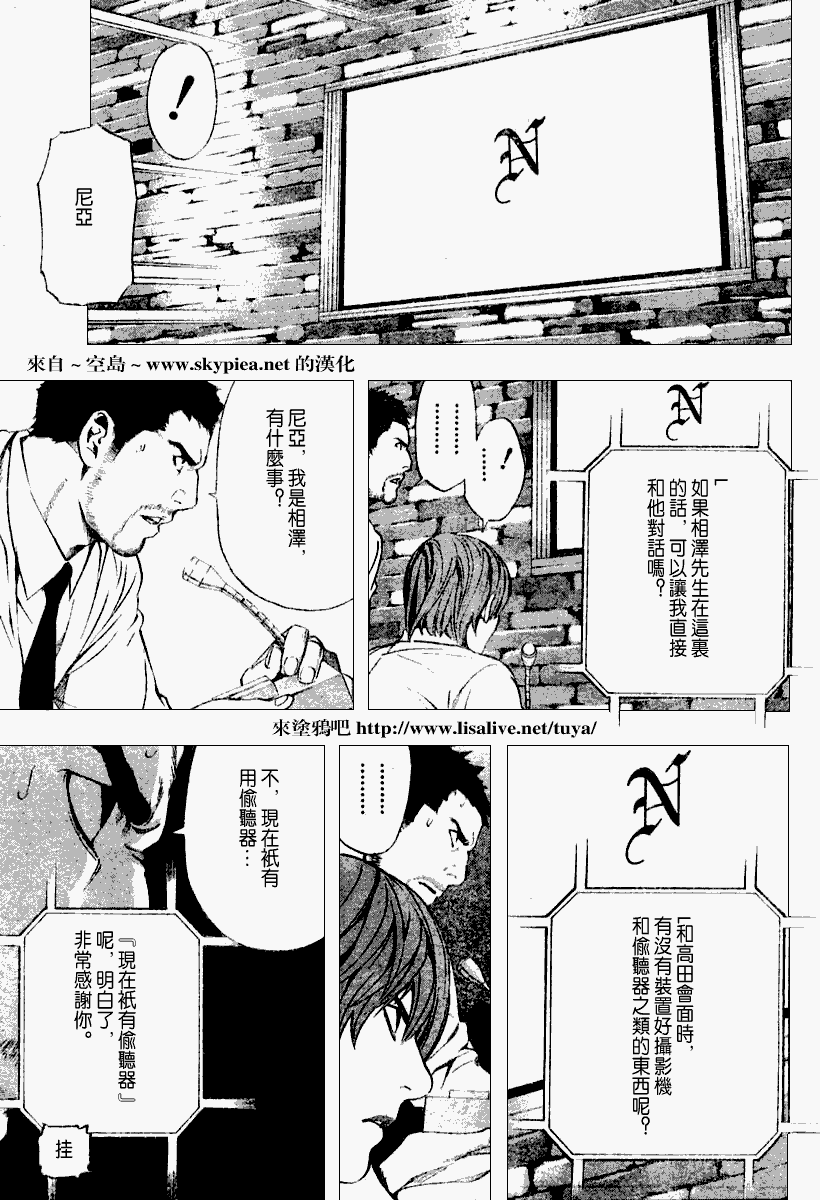 N
！
尼亞
來自～空島～www.skypiea.net 的漢化
N
「
如果相澤先生在這裏
的話，可以讓我直接
和他對話嗎？
！
………
………
尼亞，我是相澤，
有什麼事？
來塗鴉吧 http://www.lisalive.net/tuya/
N
「和高田會面時，
有沒有裝置好攝影機
和偷聽器之類的東西呢？
………
………
不，現在衹有
用偷聽器…
『現在衹有偷聽器』
呢，明白了，
非常感謝你。
挂